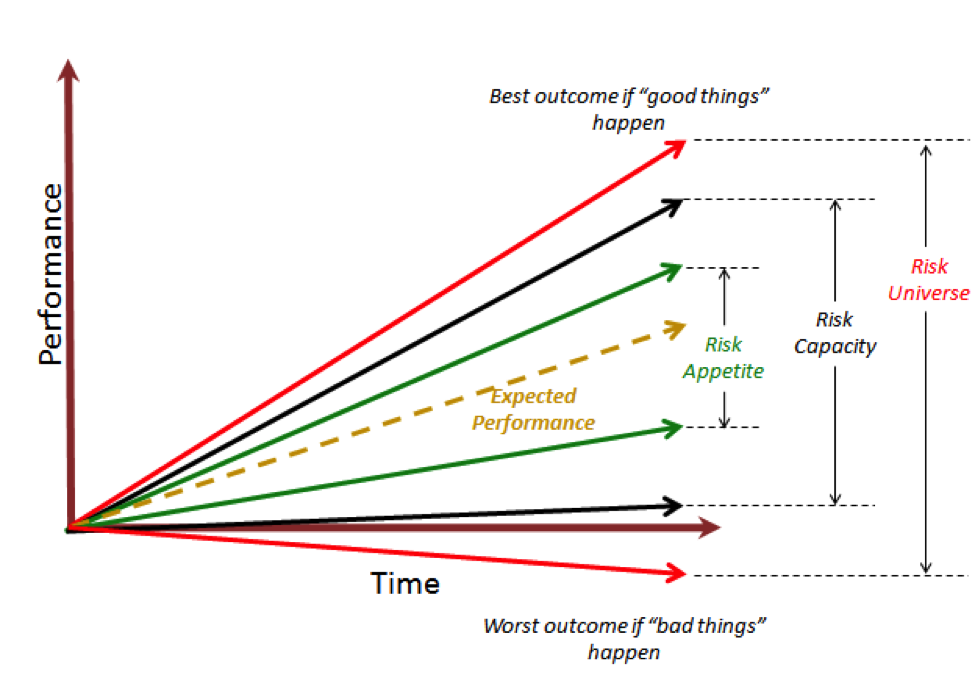 Best outcome if “good things”
happen
Performance
Risk
Universe
Risk
Capacity
Risk
Appetite
Expected
Performance
Time
Worst outcome if “bad things”
happen